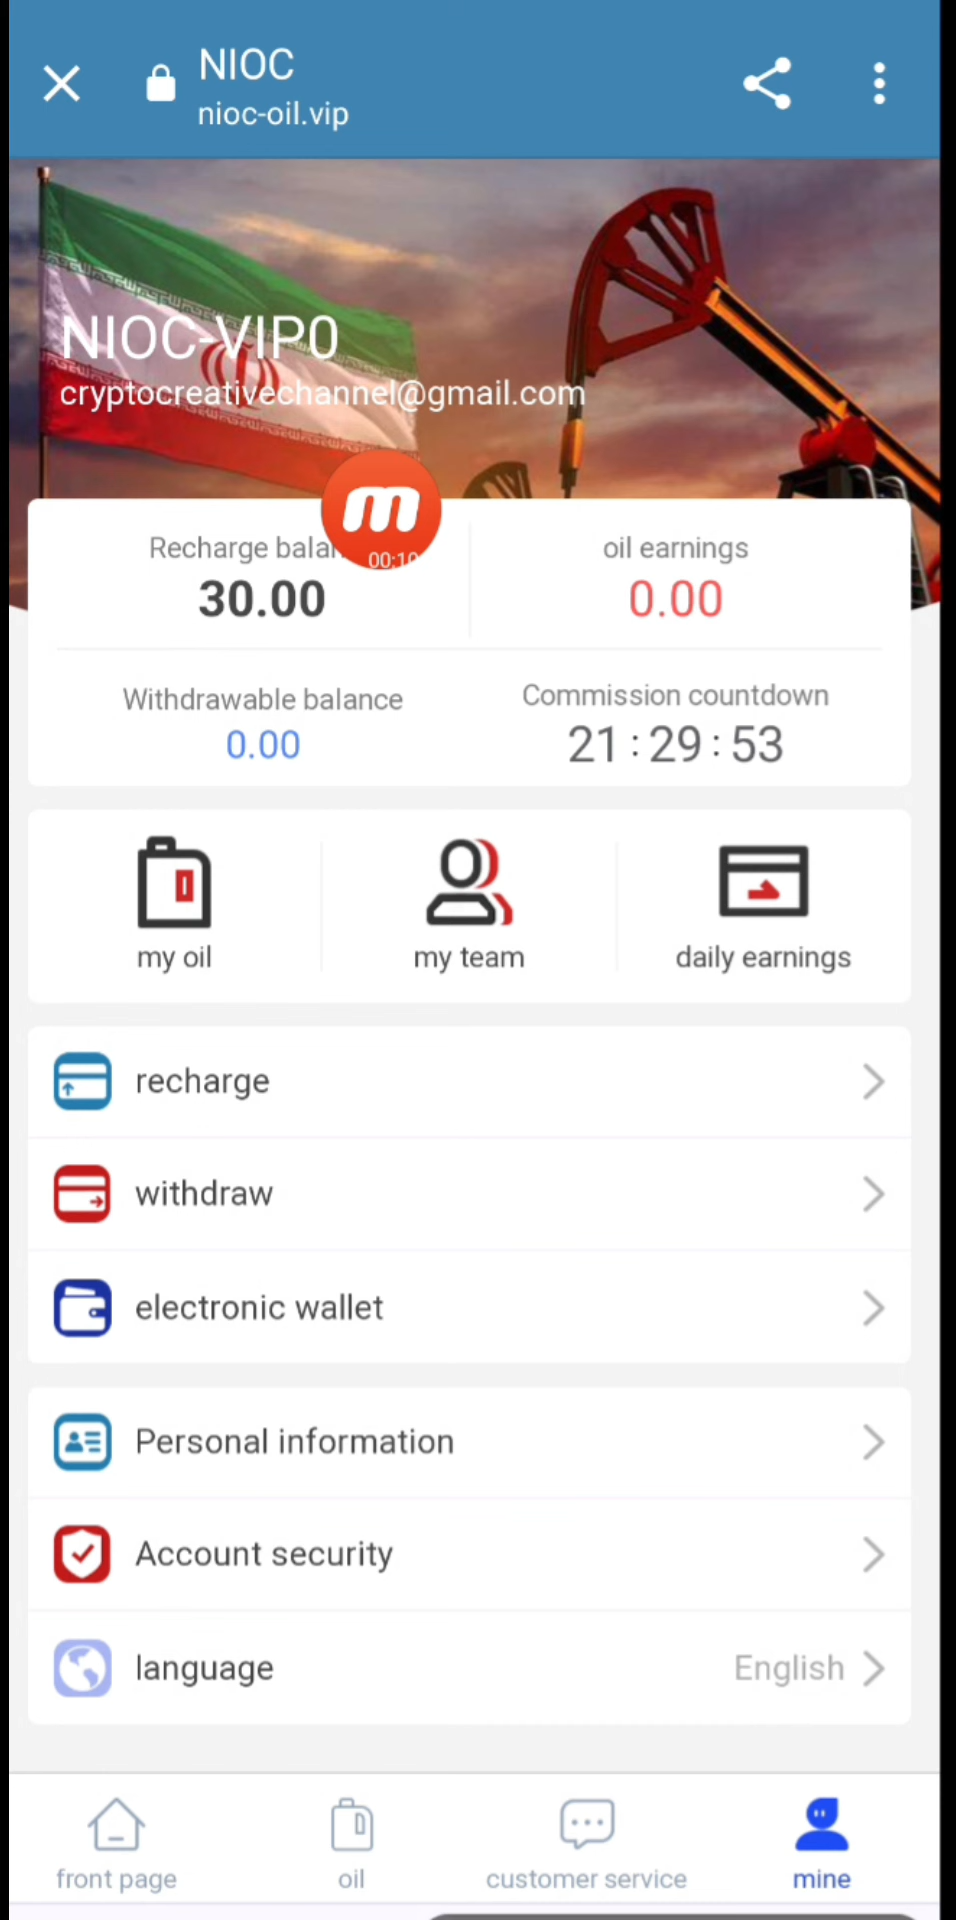 NIOC
nioc-oil.vip
NIOC-VIP0
cryptocreativechannel@gmail.com
m
00:10
Recharge
oil earnings
30.00
0.00
Withdrawable balance
Commission countdown
0.00
21:29:53
my oil
my team
daily earnings
recharge
withdraw
electronic wallet
Personal information
Account security
language
English
front page
oil
customer service
mine